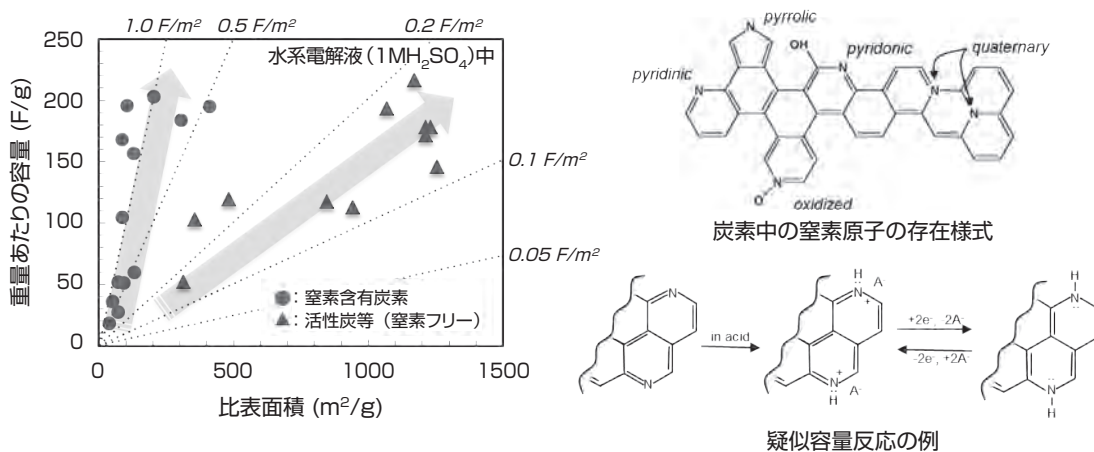 1.0 F/m²
0.5 F/m²
0.2 F/m²
水系電解液(1MH₂SO₄)中
250
200
150
100
50
0
重量あたりの容量 (F/g)
0.1 F/m²
0.05 F/m²
●:窒素含有炭素
▲:活性炭等(窒素フリー)
0
500
1000
1500
比表面積 (m²/g)
pyrrolic
N
OH
pyridonic
quaternary
pyridinic
N
N
N
N
N
O⁻
oxidized
炭素中の窒素原子の存在様式
N
N
in acid
H
N
+
A⁻
N
+
H
A⁻
+2e⁻, -2A⁻
-2e⁻, +2A⁻
H
N
N
H
疑似容量反応の例